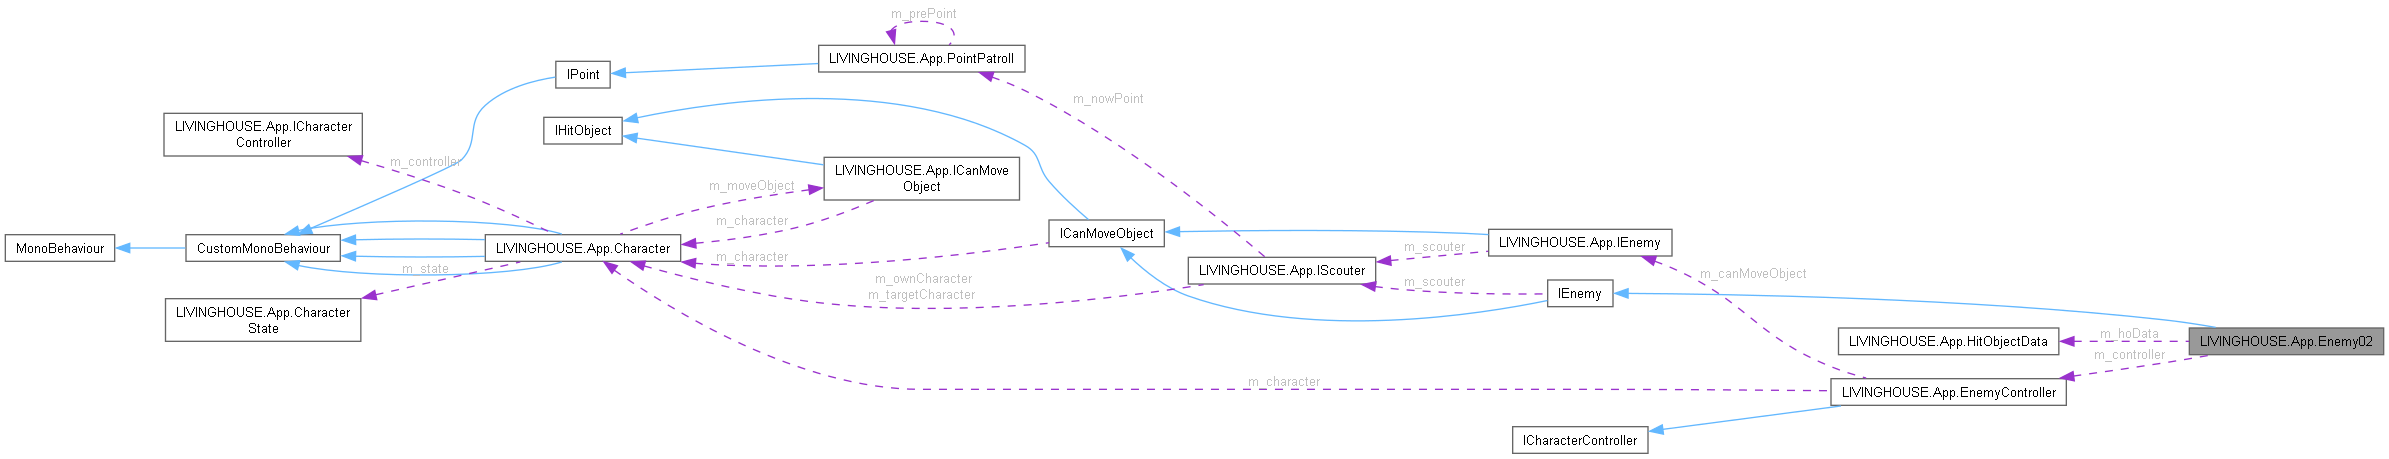 m_prePoint
LIVINGHOUSE.App.PointPatroll
IPoint
m_nowPoint
LIVINGHOUSE.App.ICharacter
Controller
IHitObject
m_controller
LIVINGHOUSE.App.ICanMove
Object
m_moveObject
m_character
MonoBehaviour
CustomMonoBehaviour
LIVINGHOUSE.App.Character
ICanMoveObject
LIVINGHOUSE.App.IEnemy
m_scouter
m_character
m_state
LIVINGHOUSE.App.IScouter
m_canMoveObject
m_ownCharacter
m_targetCharacter
m_scouter
IEnemy
LIVINGHOUSE.App.Character
State
LIVINGHOUSE.App.HitObjectData
m_hoData
LIVINGHOUSE.App.Enemy02
m_controller
m_character
LIVINGHOUSE.App.EnemyController
ICharacterController